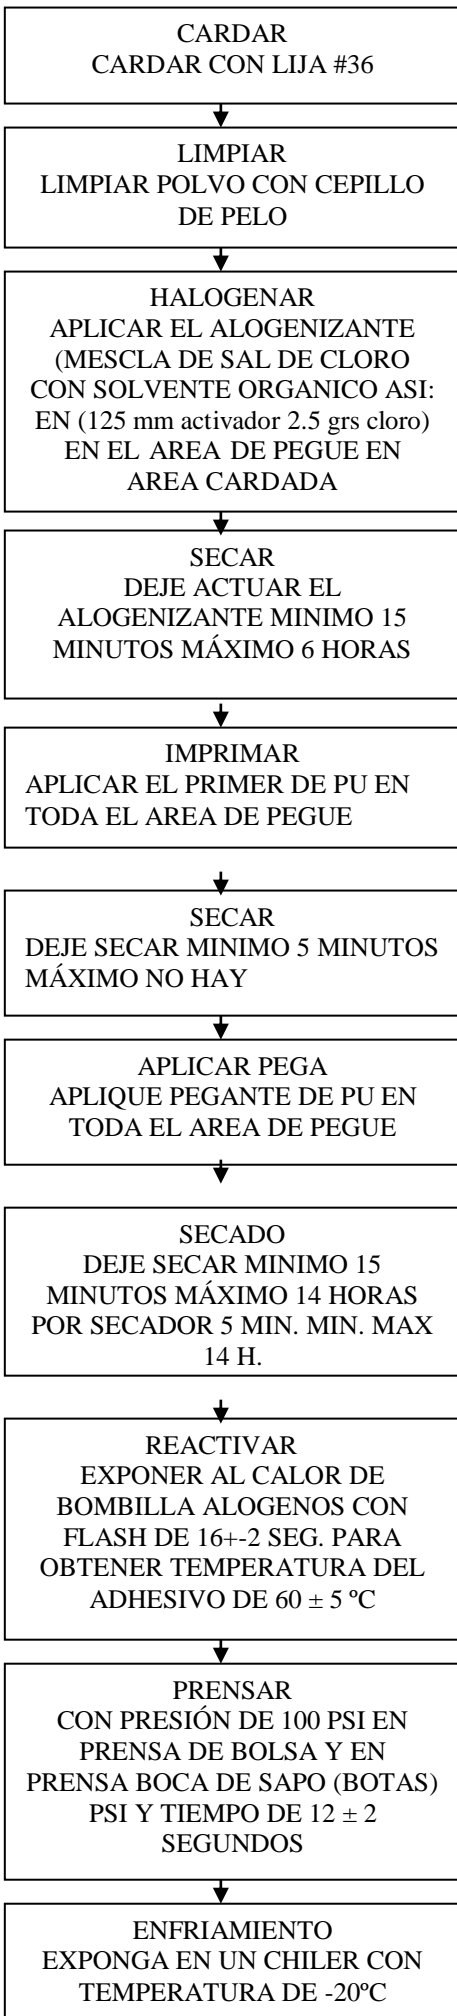 CARDAR
CARDAR CON LIJA #36
LIMPIAR
LIMPIAR POLVO CON CEPILLO
DE PELO
HALOGENAR
APLICAR EL ALOGENIZANTE
(MESCLA DE SAL DE CLORO
CON SOLVENTE ORGANICO ASI:
EN (125 mm activador 2.5 grs cloro)
EN EL AREA DE PEGUE EN
AREA CARDADA
SECAR
DEJE ACTUAR EL
ALOGENIZANTE MINIMO 15
MINUTOS MÁXIMO 6 HORAS
IMPRIMAR
APLICAR EL PRIMER DE PU EN
TODA EL AREA DE PEGUE
SECAR
DEJE SECAR MINIMO 5 MINUTOS
MÁXIMO NO HAY
APLICAR PEGA
APLIQUE PEGANTE DE PU EN
TODA EL AREA DE PEGUE
SECADO
DEJE SECAR MINIMO 15
MINUTOS MÁXIMO 14 HORAS
POR SECADOR 5 MIN. MIN. MAX
14 H.
REACTIVAR
EXPONER AL CALOR DE
BOMBILLA ALOGENOS CON
FLASH DE 16+-2 SEG. PARA
OBTENER TEMPERATURA DEL
ADHESIVO DE 60 ± 5 ºC
PRENSAR
CON PRESIÓN DE 100 PSI EN
PRENSA DE BOLSA Y EN
PRENSA BOCA DE SAPO (BOTAS)
PSI Y TIEMPO DE 12 ± 2
SEGUNDOS
ENFRIAMIENTO
EXPONGA EN UN CHILER CON
TEMPERATURA DE -20ºC